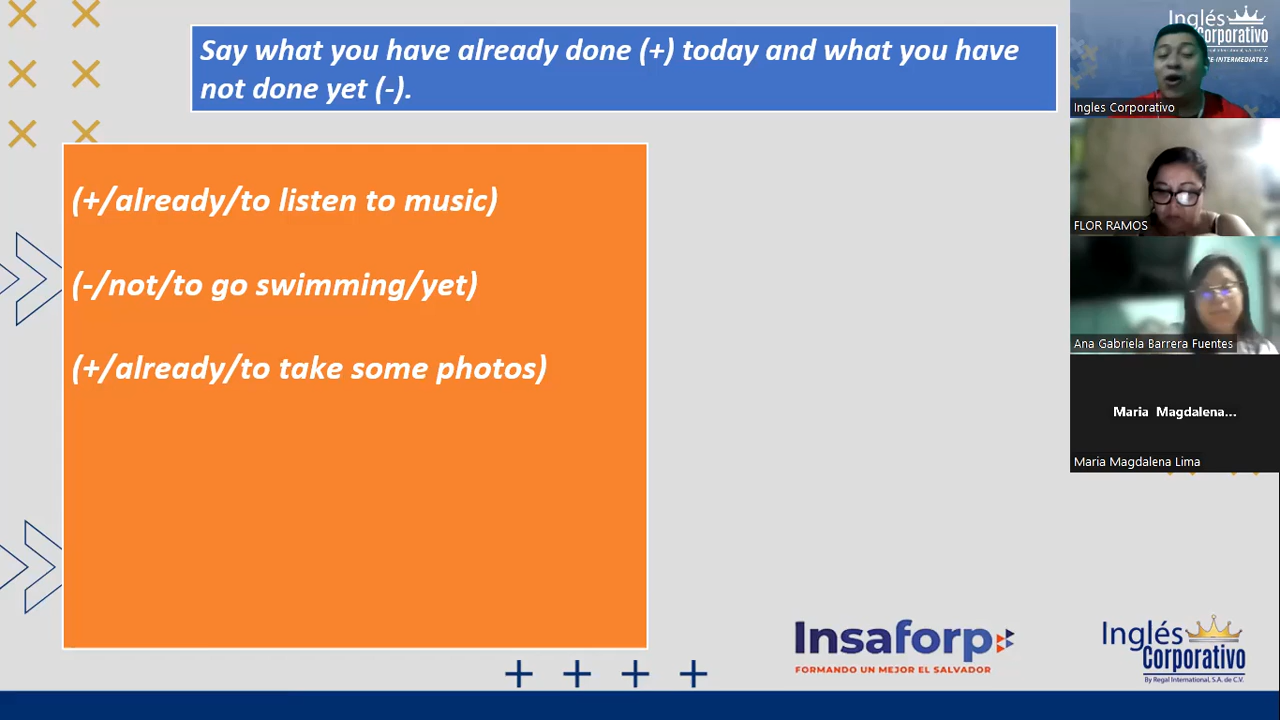 Say what you have already done (+) today and what you have
not done yet (-).
(+/already/to listen to music)
(-/not/to go swimming/yet)
(+/already/to take some photos)
Inglés
Corporativo
Ingles Corporativo
FLOR RAMOS
Ana Gabriela Barrera Fuentes
Maria Magdalena...
Maria Magdalena Lima
Insaforp
FORMANDO UN MEJOR EL SALVADOR
Inglés
Corporativo
By Regal International, S.A. de C.V.